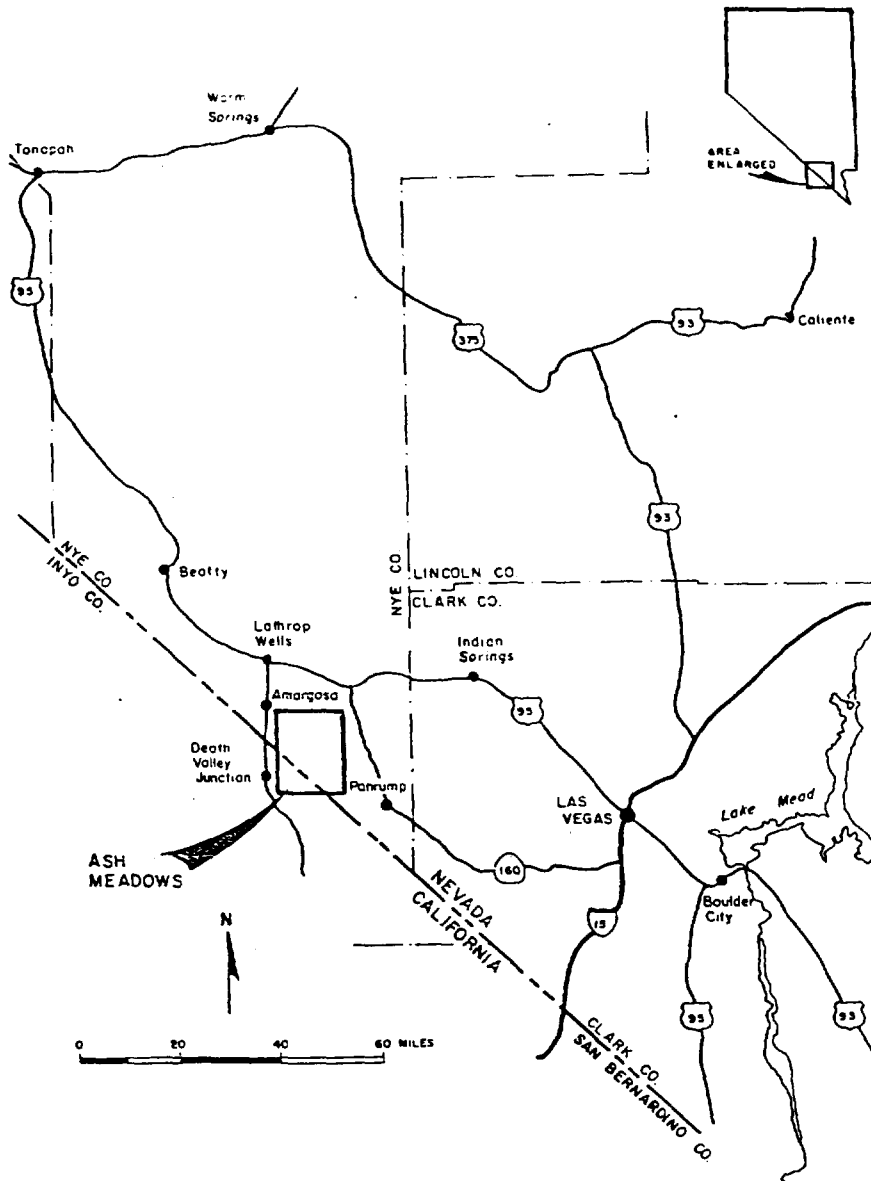 Warm
Springs
Tonopah
AREA
ENLARGED
95
375
93
Caliente
93
NYE CO.
INYO CO.
Beatty
NYE CO
LINCOLN CO.
CLARK CO.
Lathrop
Wells
Indian
Springs
Amargosa
95
Death
Valley
Junction
Pahrump
LAS
VEGAS
Lake Mead
ASH
MEADOWS
160
Boulder
City
NEVADA
CALIFORNIA
N
15
95
93
0 20 40 60 MILES
CLARK CO.
SAN BERNARDINO CO.